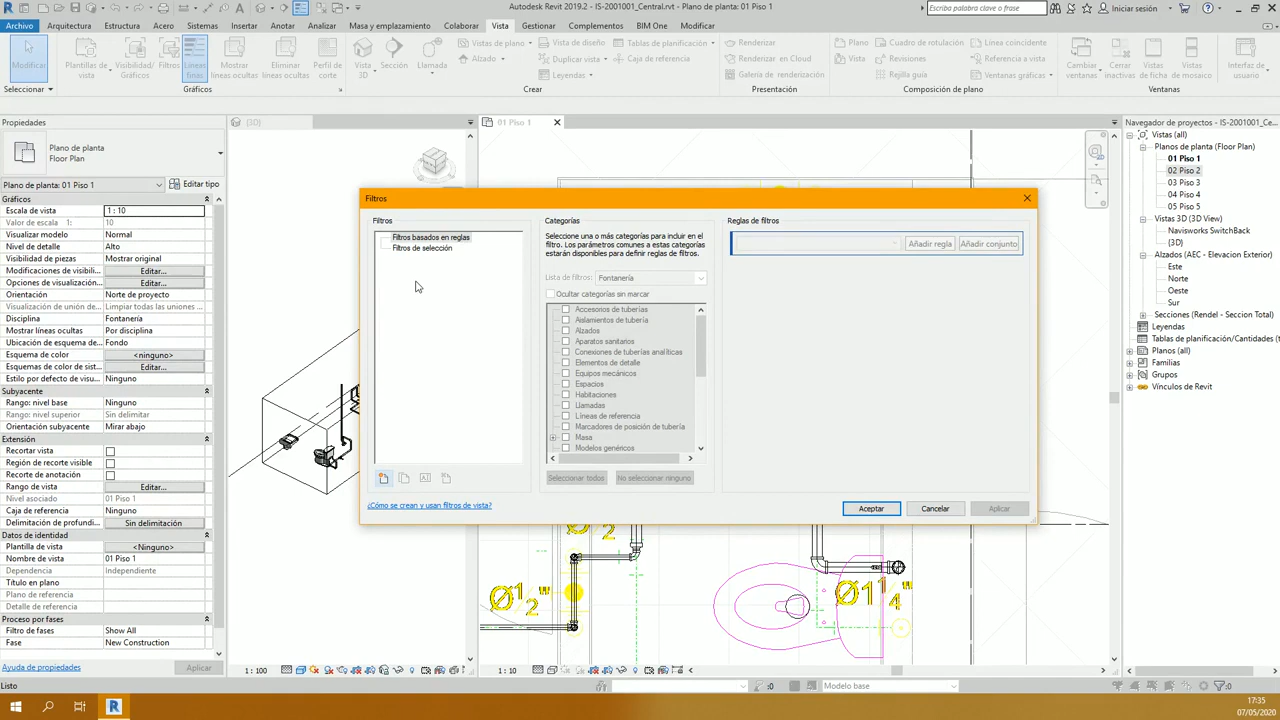 Autodesk Revit 2019.2 - IS-2001001_Central.rvt - Plano de planta: 01 Piso 1
Escriba palabra clave o frase
Iniciar sesión
Archivo Arquitectura Estructura Acero Sistemas Insertar Anotar Analizar Masa y emplazamiento Colaborar Vista Gestionar Complementos BIM One Modificar
Modificar
Plantillas de vista
Visibilidad/ Gráficos
Filtros
Líneas finas
Mostrar líneas ocultas
Eliminar líneas ocultas
Perfil de corte
Vista 3D
Sección
Llamada
Vistas de plano
Alzado
Vista de diseño
Duplicar vista
Leyendas
Tablas de planificación
Caja de referencia
Renderizar
Renderizar en Cloud
Galería de renderización
Plano
Vista
Cuadro de rotulación
Revisiones
Rejilla guía
Línea coincidente
Referencia a vista
Ventanas gráficas
Cambiar ventanas
Cerrar inactivas
Vistas de ficha
Vistas de mosaico
Interfaz de usuario
Seleccionar Gráficos Crear Presentación Composición de plano Ventanas
Propiedades
Plano de planta
Floor Plan
Plano de planta: 01 Piso 1 Editar tipo
Gráficos
Escala de vista 1 : 10
Valor de escala 1: 10
Visualizar modelo Normal
Nivel de detalle Alto
Visibilidad de piezas Mostrar original
Modificaciones de visibili... Editar...
Opciones de visualización... Editar...
Orientación Norte de proyecto
Visualización de unión de ... Limpiar todas las uniones ...
Disciplina Fontanería
Mostrar líneas ocultas Por disciplina
Ubicación de esquema de ... Fondo
Esquema de color <ninguno>
Esquemas de color de sist... Editar...
Estilo por defecto de visua... Ninguno
Subyacente
Rango: nivel base Ninguno
Rango: nivel superior Sin delimitar
Orientación subyacente Mirar abajo
Extensión
Recortar vista
Región de recorte visible
Recorte de anotación
Rango de vista Editar...
Nivel asociado 01 Piso 1
Caja de referencia Ninguno
Delimitación de profundi... Sin delimitación
Datos de identidad
Plantilla de vista <Ninguno>
Nombre de vista 01 Piso 1
Dependencia Independiente
Título en plano
Número de referencia
Detalle de referencia
Proceso por fases
Filtro de fases Show All
Fase New Construction
Ayuda de propiedades Aplicar
{3D}
01 Piso 1
Filtros
Filtros
Filtros basados en reglas
Filtros de selección
¿Cómo se crean y usan filtros de vista?
Categorías
Seleccione una o más categorías para incluir en el
filtro. Los parámetros comunes a estas categorías
estarán disponibles para definir reglas de filtros.
Lista de filtros: Fontanería
Ocultar categorías sin marcar
Accesorios de tuberías
Aislamientos de tubería
Alzados
Aparatos sanitarios
Conexiones de tuberías analíticas
Elementos de detalle
Equipos mecánicos
Espacios
Habitaciones
Llamadas
Líneas de referencia
Marcadores de posición de tubería
Masa
Modelos genéricos
Seleccionar todos No seleccionar ninguno
Reglas de filtros
Añadir regla Añadir conjunto
Aceptar Cancelar Aplicar
2
Ø1 2 "
Ø1 1 4 "
Navegador de proyectos - IS-2001001_Cen...
Vistas (all)
Planos de planta (Floor Plan)
01 Piso 1
02 Piso 2
03 Piso 3
04 Piso 4
05 Piso 5
Vistas 3D (Vista 3D)
Navisworks SwitchBack
{3D}
Alzados (AEC - Elevacion Exterior)
Este
Norte
Oeste
Sur
Secciones (Rendel - Seccion Total)
Leyendas
Tablas de planificación/Cantidades (t
Planos (all)
Familias
Grupos
Vínculos de Revit
1 : 100
1 : 10
Listo
:0
Modelo base
:0
17:35
07/05/2020